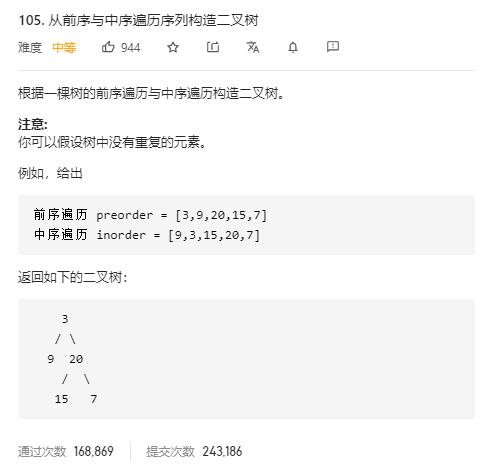 105. 从前序与中序遍历序列构造二叉树
难度 中等 944
根据一棵树的前序遍历与中序遍历构造二叉树。
注意:
你可以假设树中没有重复的元素。
例如，给出
前序遍历 preorder = [3,9,20,15,7]
中序遍历 inorder = [9,3,15,20,7]
返回如下的二叉树：
3
/ \
9 20
/ \
15 7
通过次数 168,869 提交次数 243,186